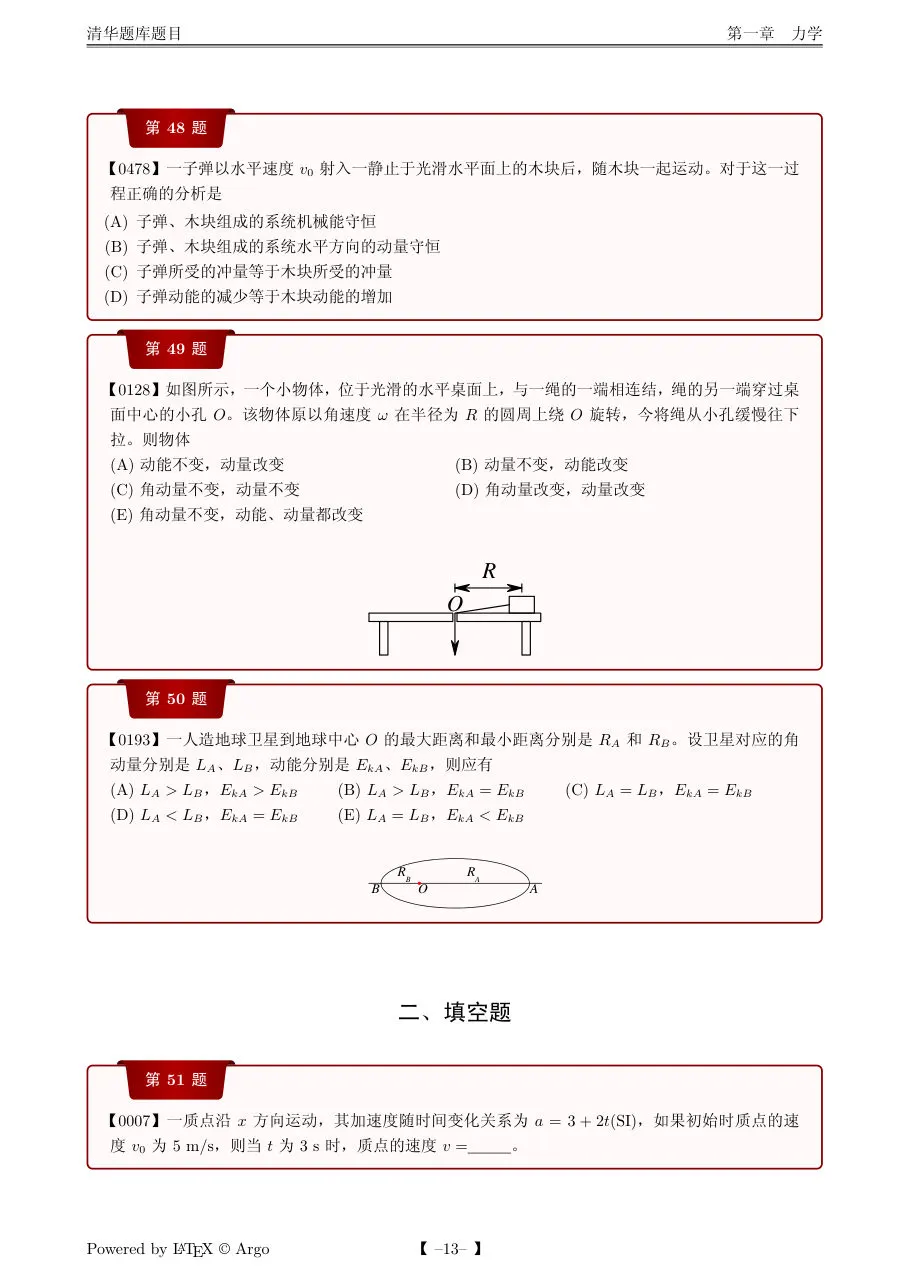 清华题库题目 第一章 力学
第 48 题
【0478】一子弹以水平速度 v₀ 射入一静止于光滑水平面上的木块后，随木块一起运动。对于这一过
程正确的分析是
(A) 子弹、木块组成的系统机械能守恒
(B) 子弹、木块组成的系统水平方向的动量守恒
(C) 子弹所受的冲量等于木块所受的冲量
(D) 子弹动能的减少等于木块动能的增加
第 49 题
【0128】如图所示，一个小物体，位于光滑的水平桌面上，与一绳的一端相连结，绳的另一端穿过桌
面中心的小孔 O。该物体原以角速度 ω 在半径为 R 的圆周上绕 O 旋转，今将绳从小孔缓慢往下
拉。则物体
(A) 动能不变，动量改变 (B) 动量不变，动能改变
(C) 角动量不变，动量不变 (D) 角动量改变，动量改变
(E) 角动量不变，动能、动量都改变
R
O
第 50 题
【0193】一人造地球卫星到地球中心 O 的最大距离和最小距离分别是 R_A 和 R_B。设卫星对应的角
动量分别是 L_A、L_B，动能分别是 E_kA、E_kB，则应有
(A) L_A > L_B，E_kA > E_kB (B) L_A > L_B，E_kA = E_kB (C) L_A = L_B，E_kA = E_kB
(D) L_A < L_B，E_kA = E_kB (E) L_A = L_B，E_kA < E_kB
R_B R_A
B O A
二、填空题
第 51 题
【0007】一质点沿 x 方向运动，其加速度随时间变化关系为 a = 3 + 2t(SI)，如果初始时质点的速
度 v₀ 为 5 m/s，则当 t 为 3 s 时，质点的速度 v =_____。
Powered by LATEX © Argo 【 –13– 】